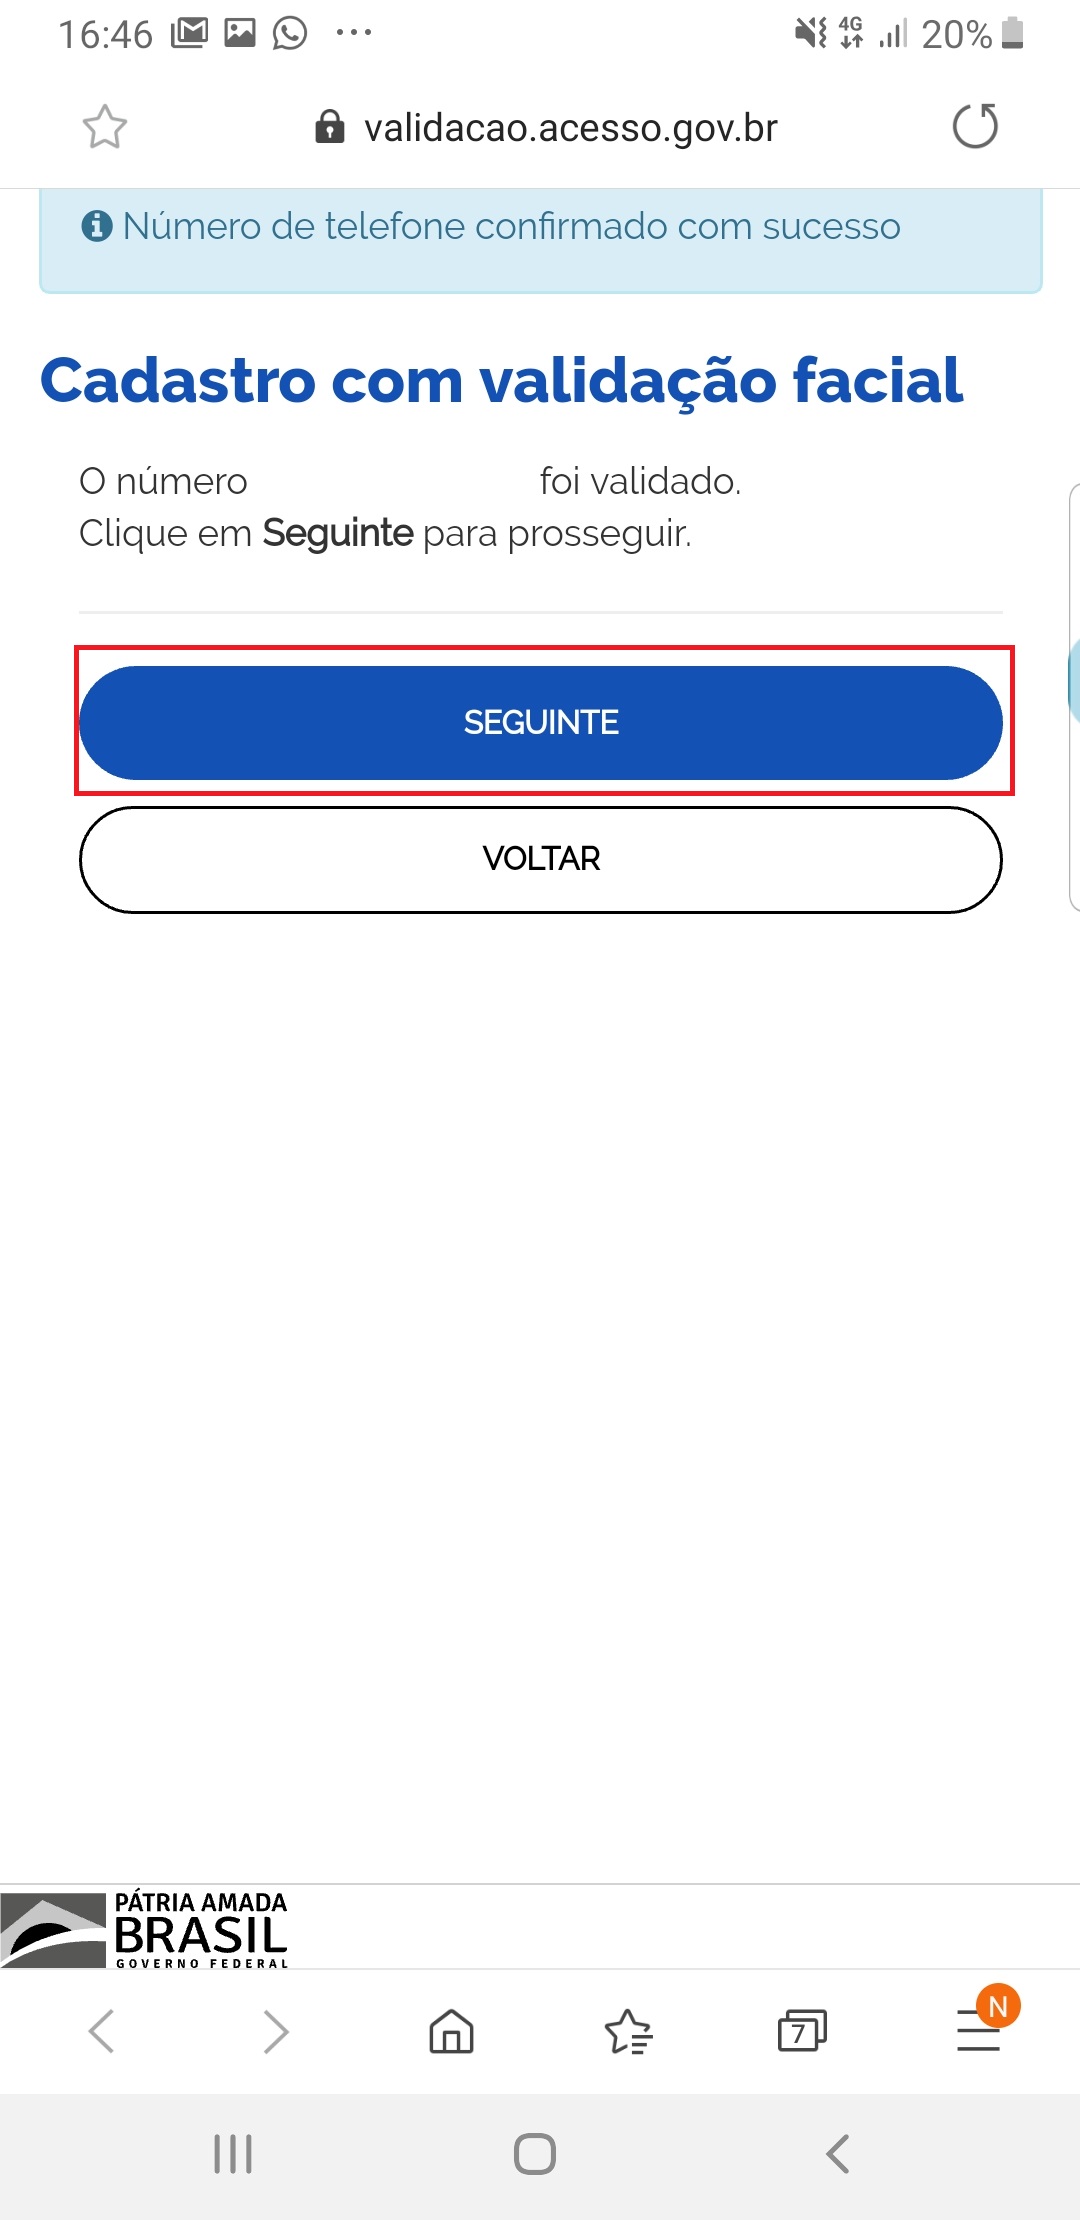 16:46
4G
20%
validacao.acesso.gov.br
Número de telefone confirmado com sucesso
Cadastro com validação facial
O número foi validado.
Clique em Seguinte para prosseguir.
SEGUINTE
VOLTAR
PÁTRIA AMADA
BRASIL
GOVERNO FEDERAL
7
N